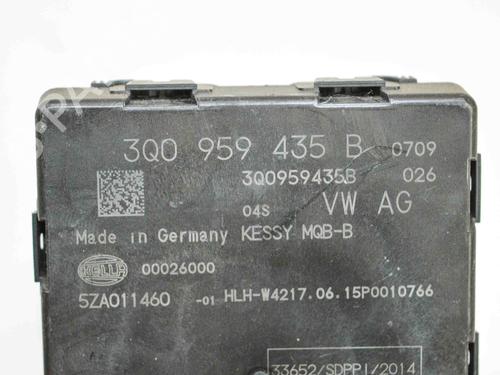 3Q0 959 435 B 0709
3Q0959435B 026
04S VW AG
Made in Germany KESSY MQB-B
HELLA 00026000
5ZA011460 -01 HLH-W4217.06.15P0010766
33652/SDPPI/2014